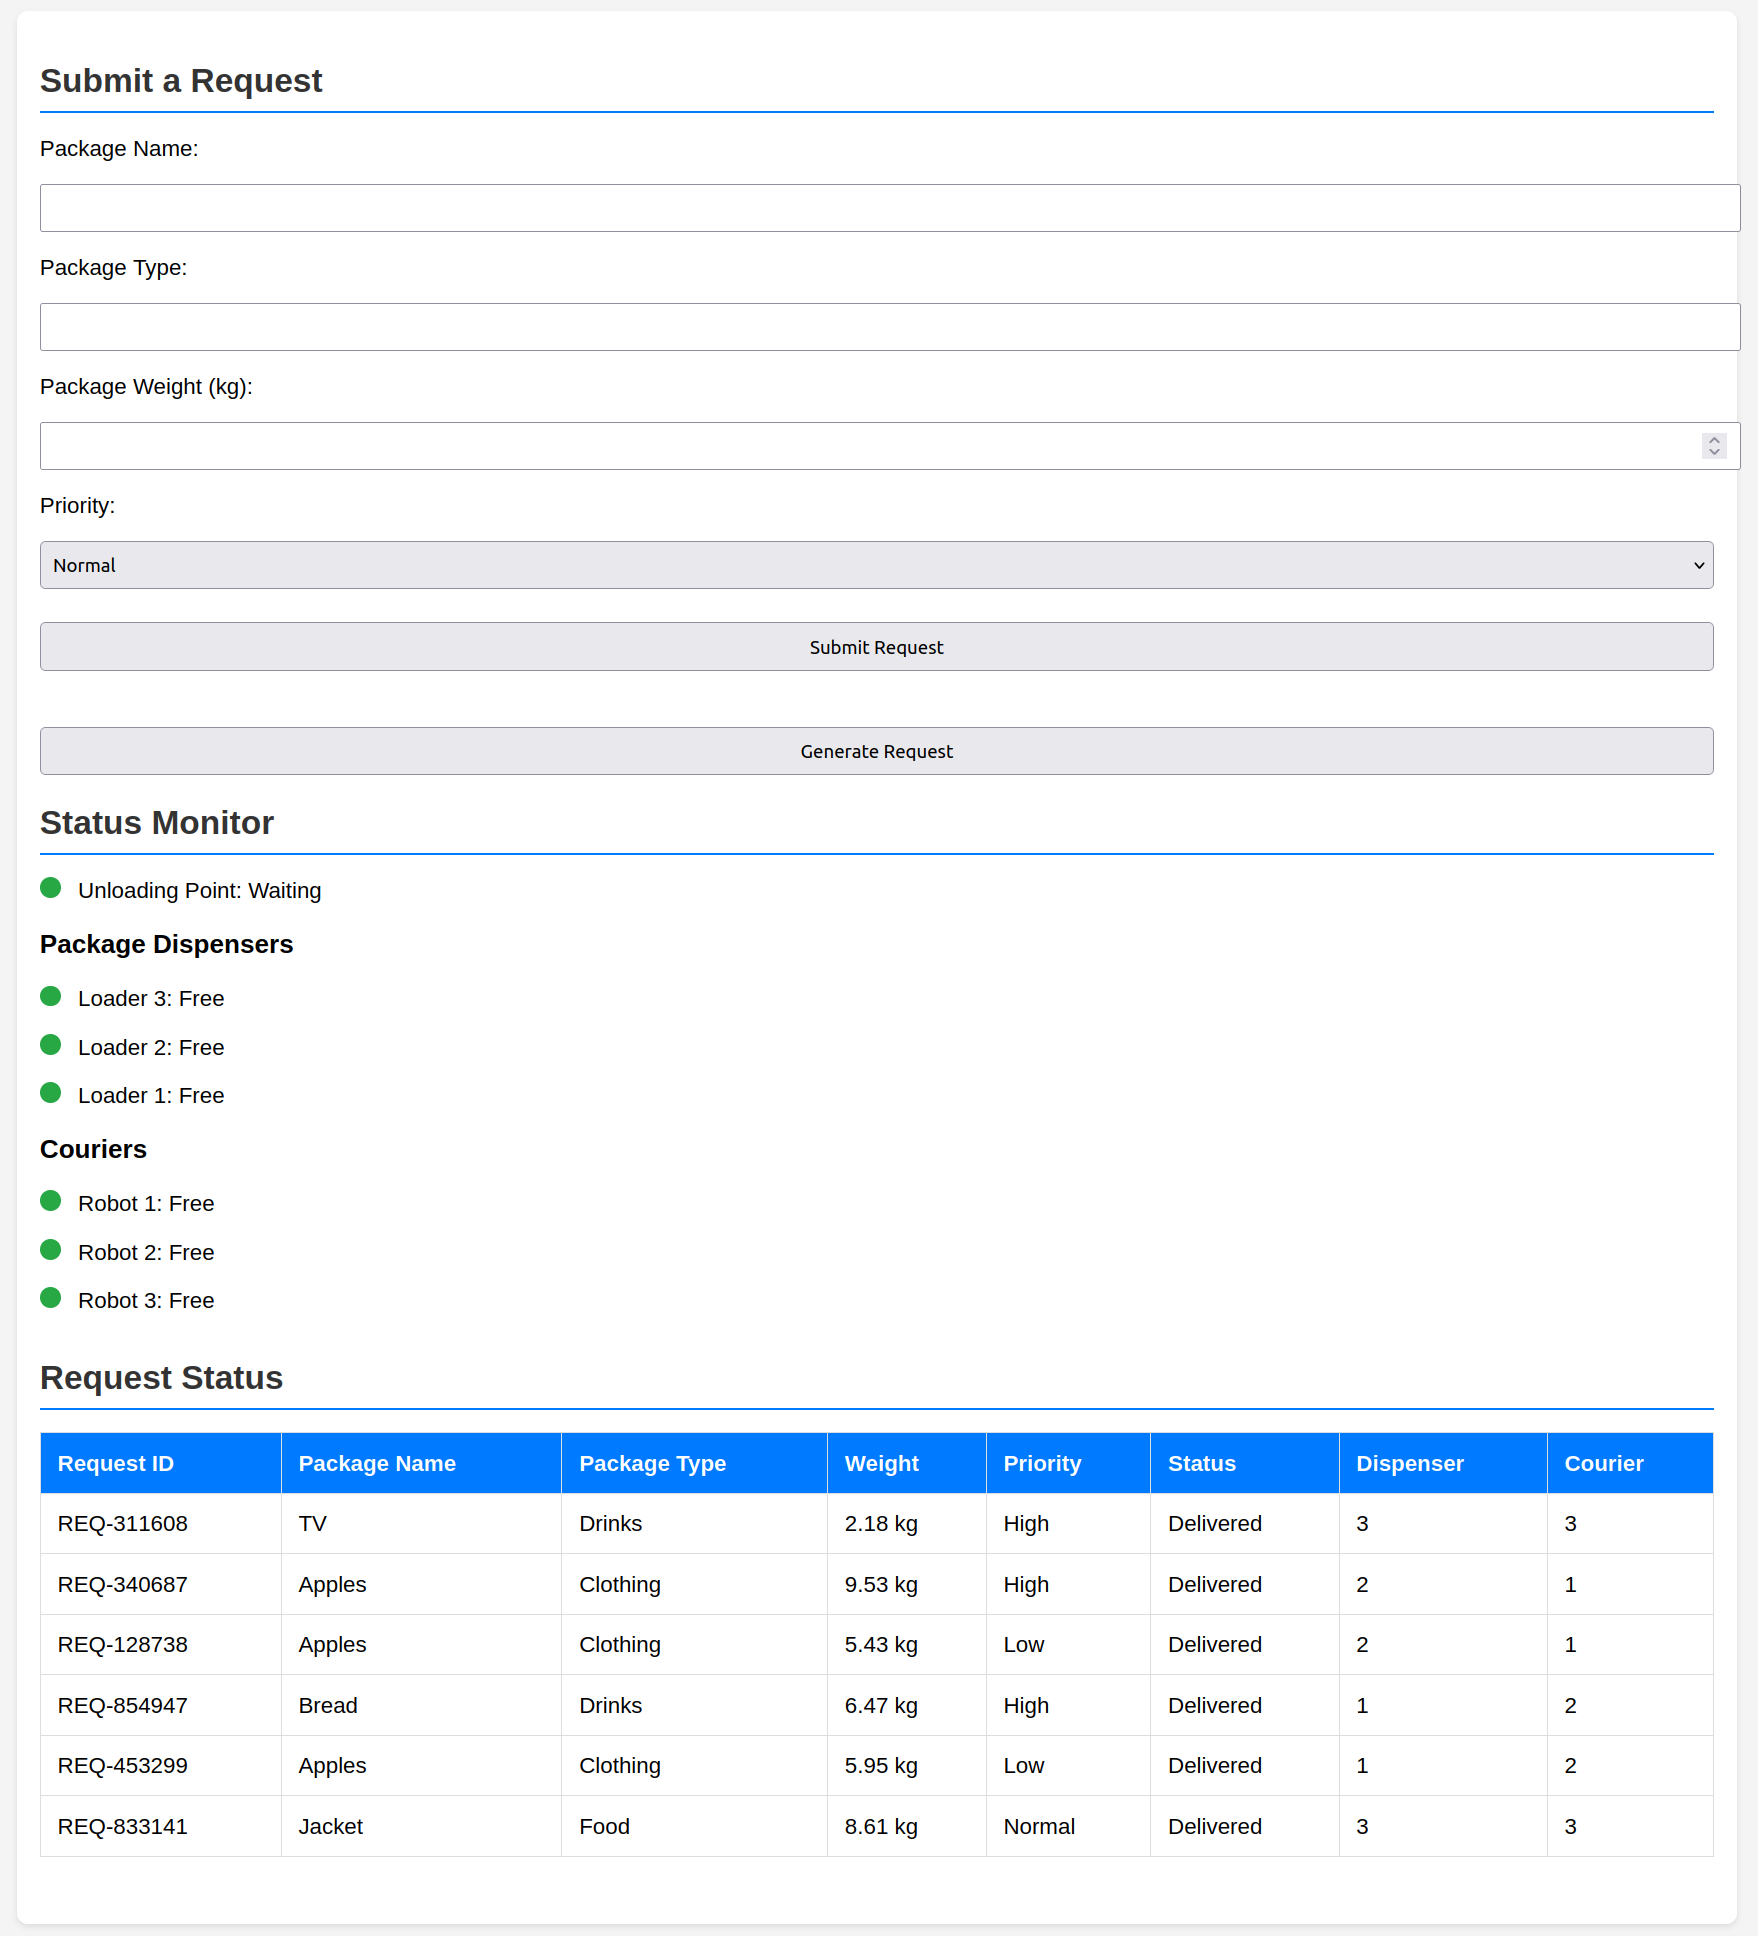 Submit a Request
Package Name:
Package Type:
Package Weight (kg):
Priority:
Normal
Submit Request
Generate Request
Status Monitor
Unloading Point: Waiting
Package Dispensers
Loader 3: Free
Loader 2: Free
Loader 1: Free
Couriers
Robot 1: Free
Robot 2: Free
Robot 3: Free
Request Status
Request ID Package Name Package Type Weight Priority Status Dispenser Courier
REQ-311608 TV Drinks 2.18 kg High Delivered 3 3
REQ-340687 Apples Clothing 9.53 kg High Delivered 2 1
REQ-128738 Apples Clothing 5.43 kg Low Delivered 2 1
REQ-854947 Bread Drinks 6.47 kg High Delivered 1 2
REQ-453299 Apples Clothing 5.95 kg Low Delivered 1 2
REQ-833141 Jacket Food 8.61 kg Normal Delivered 3 3